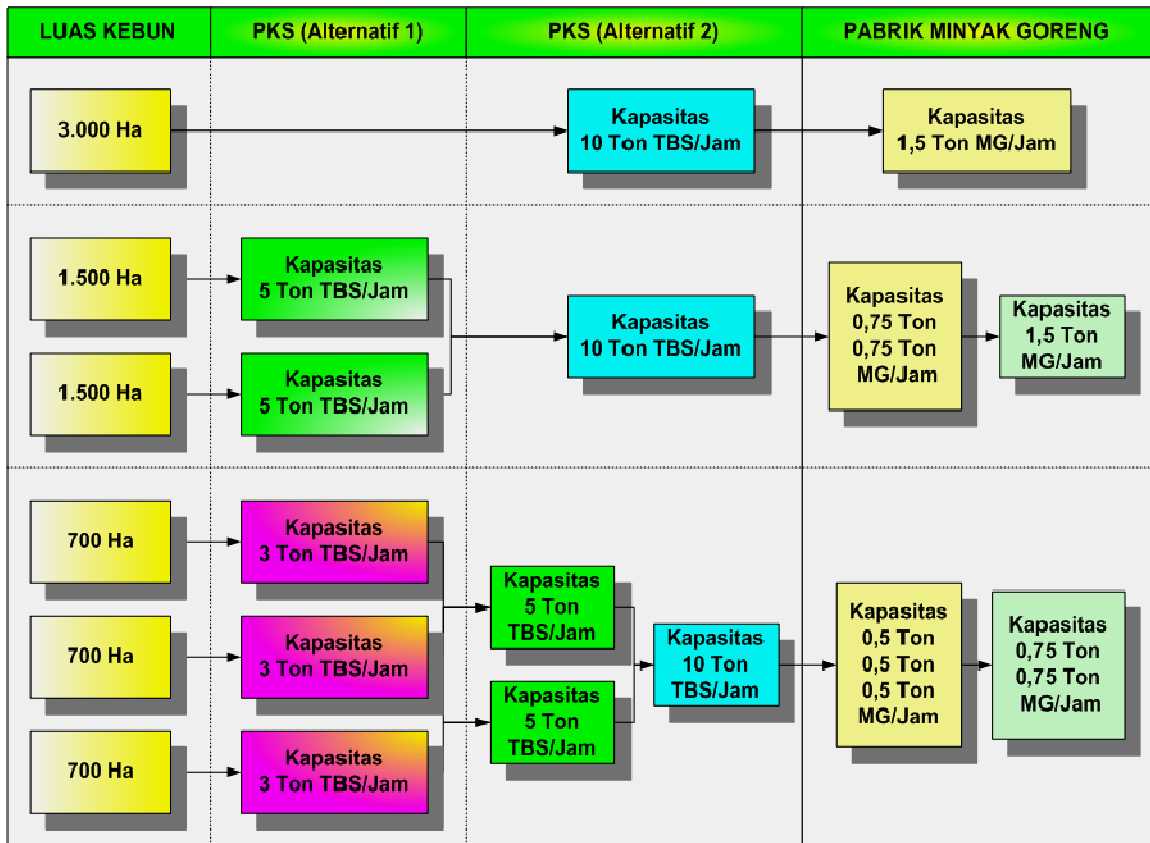 LUAS KEBUN
PKS (Alternatif 1)
PKS (Alternatif 2)
PABRIK MINYAK GORENG
3.000 Ha
Kapasitas
10 Ton TBS/Jam
Kapasitas
1,5 Ton MG/Jam
1.500 Ha
Kapasitas
5 Ton TBS/Jam
1.500 Ha
Kapasitas
5 Ton TBS/Jam
Kapasitas
10 Ton TBS/Jam
Kapasitas
0,75 Ton
0,75 Ton
MG/Jam
Kapasitas
1,5 Ton
MG/Jam
700 Ha
Kapasitas
3 Ton TBS/Jam
700 Ha
Kapasitas
3 Ton TBS/Jam
700 Ha
Kapasitas
3 Ton TBS/Jam
Kapasitas
5 Ton
TBS/Jam
Kapasitas
5 Ton
TBS/Jam
Kapasitas
10 Ton
TBS/Jam
Kapasitas
0,5 Ton
0,5 Ton
0,5 Ton
MG/Jam
Kapasitas
0,75 Ton
0,75 Ton
MG/Jam